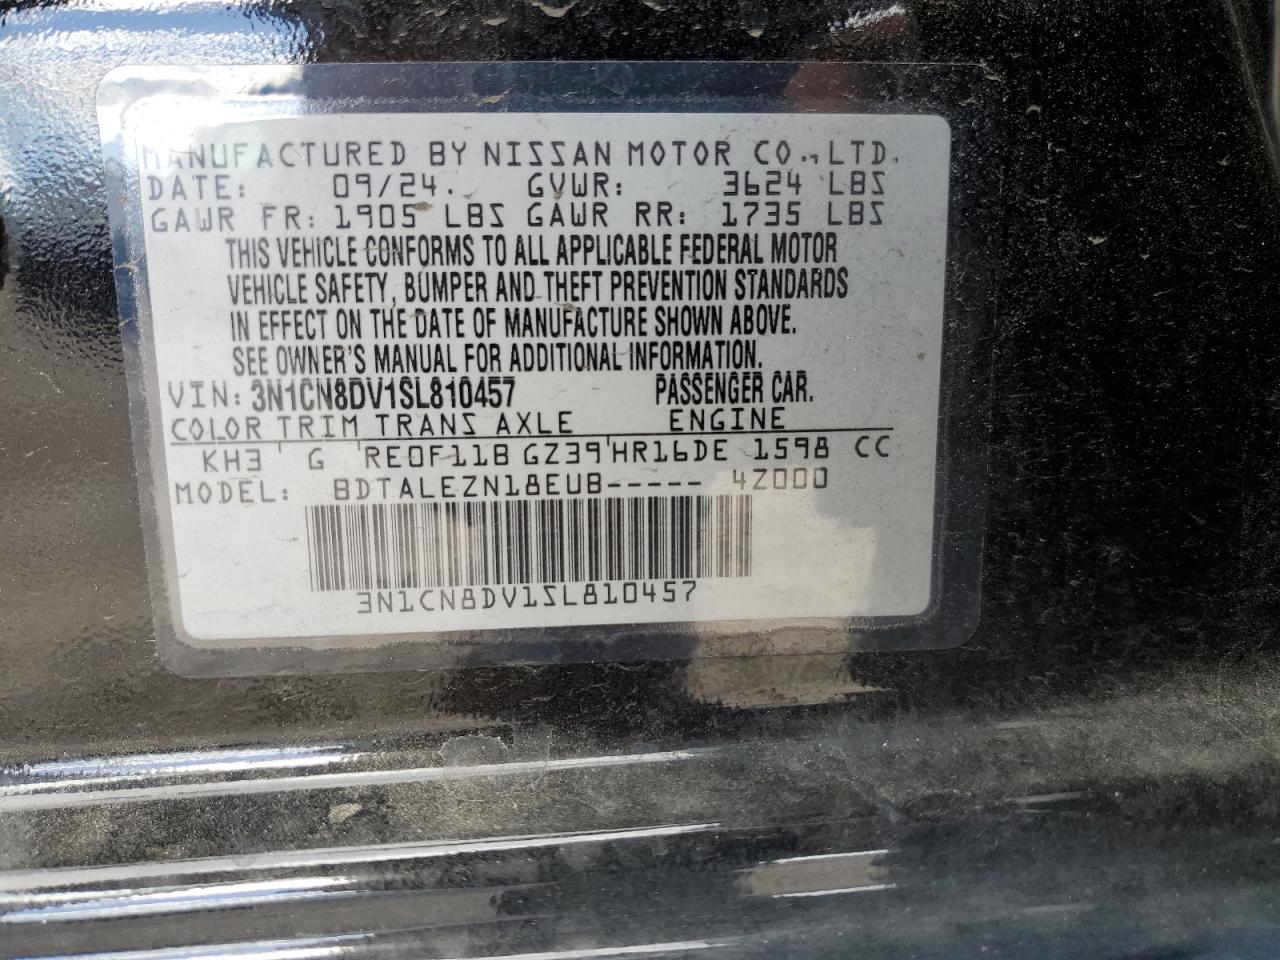 MANUFACTURED BY NISSAN MOTOR CO., LTD.
DATE: 09/24. GVWR: 3624 LBS
GAWR FR: 1905 LBS GAWR RR: 1735 LBS
THIS VEHICLE CONFORMS TO ALL APPLICABLE FEDERAL MOTOR
VEHICLE SAFETY, BUMPER AND THEFT PREVENTION STANDARDS
IN EFFECT ON THE DATE OF MANUFACTURE SHOWN ABOVE.
SEE OWNER'S MANUAL FOR ADDITIONAL INFORMATION.
VIN: 3N1CN8DV1SL810457 PASSENGER CAR.
COLOR TRIM TRANS AXLE ENGINE
KH3 G RE0F11B GZ39 HR16DE 1598 CC
MODEL: BDTALEZN18EUB----- 4Z000
3N1CN8DV1SL810457